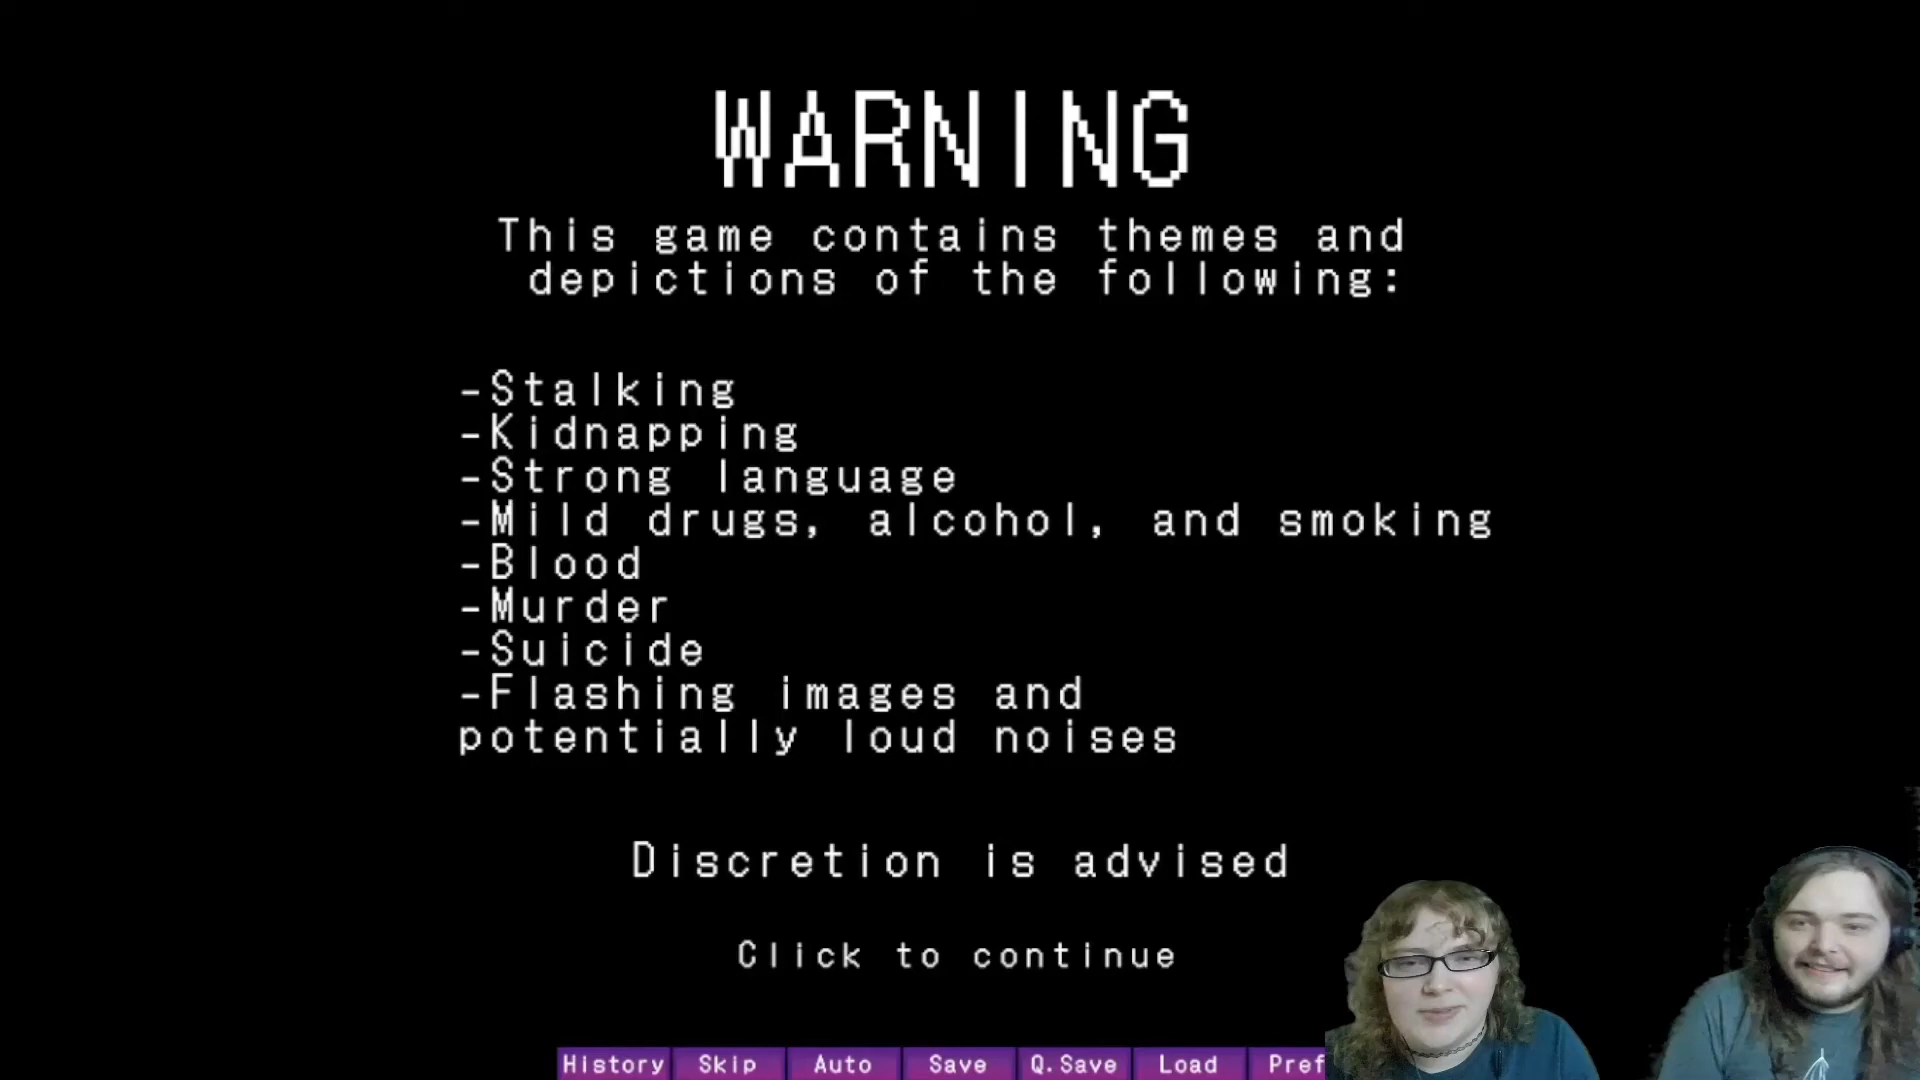 WARNING
This game contains themes and
depictions of the following:
-Stalking
-Kidnapping
-Strong language
-Mild drugs, alcohol, and smoking
-Blood
-Murder
-Suicide
-Flashing images and
potentially loud noises
Discretion is advised
Click to continue
History Skip Auto Save Q.Save Load Pref